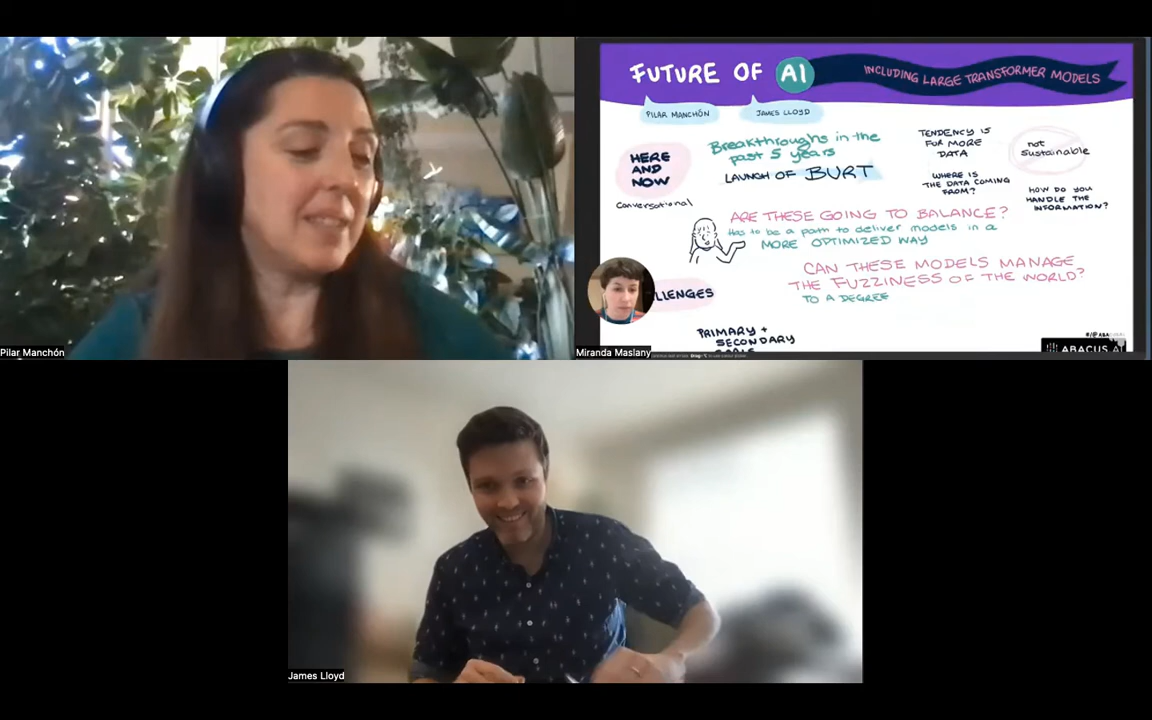 FUTURE OF AI
INCLUDING LARGE TRANSFORMER MODELS
PILAR MANCHÓN
JAMES LLOYD
HERE
AND
NOW
Conversational
Breakthroughs in the
past 5 years
LAUNCH OF BURT
TENDENCY IS
FOR MORE
DATA
WHERE IS
THE DATA COMING
FROM?
not
sustainable
HOW DO YOU
HANDLE THE
INFORMATION?
ARE THESE GOING TO BALANCE?
Has to be a path to deliver models in a
MORE OPTIMIZED WAY
CAN THESE MODELS MANAGE
THE FUZZINESS OF THE WORLD?
TO A DEGREE
LLENGES
PRIMARY +
SECONDARY
ABACUS AI
Pilar Manchón
Miranda Maslany
James Lloyd